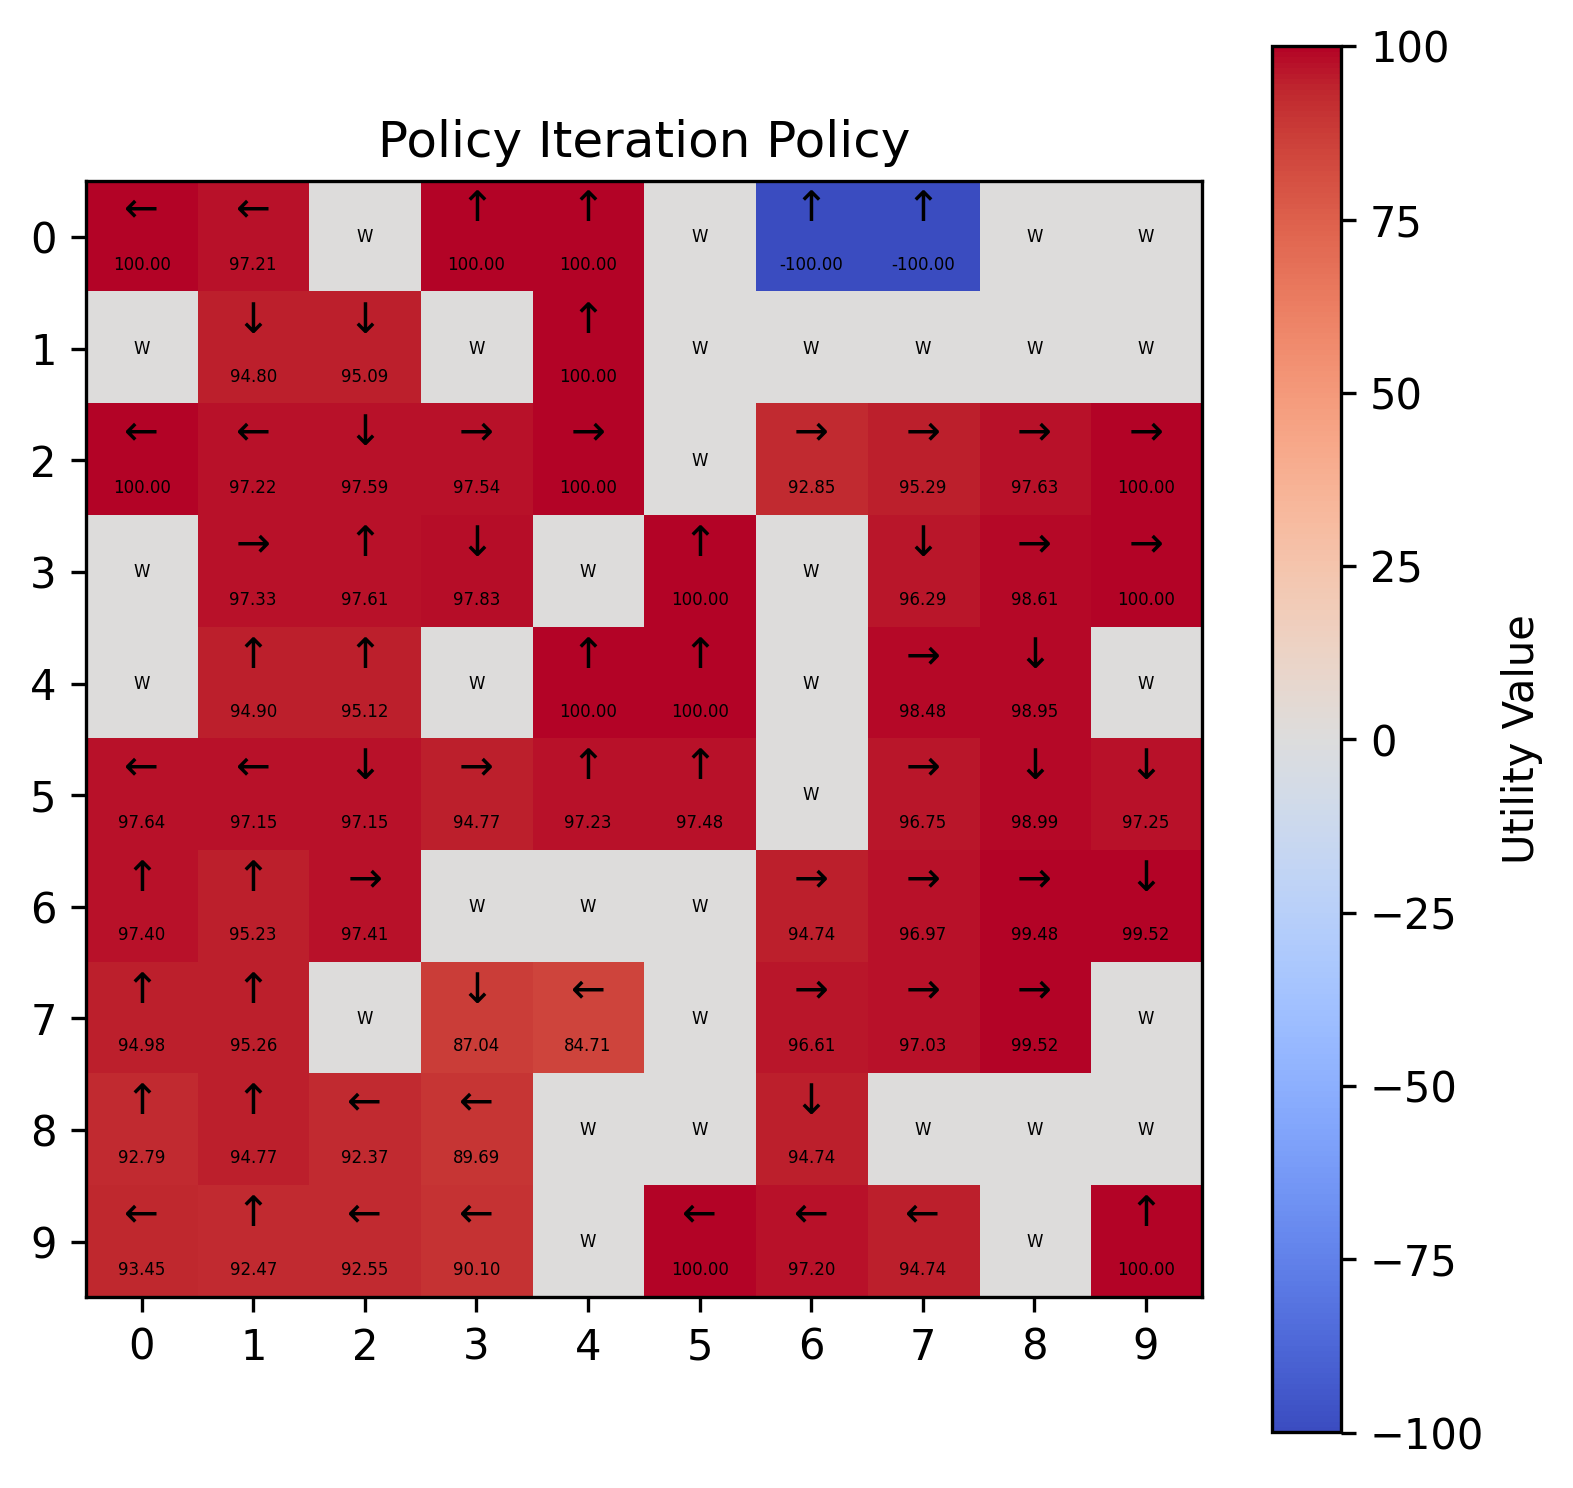 Policy Iteration Policy
0 ← ← W ↑ ↑ W ↑ ↑ W W
100.00 97.21 100.00 100.00 -100.00 -100.00
1 W ↓ ↓ W ↑ W W W W W
94.80 95.09 100.00
2 ← ← ↓ → → W → → → →
100.00 97.22 97.59 97.54 100.00 92.85 95.29 97.63 100.00
3 W → ↑ ↓ W ↑ W ↓ → →
97.33 97.61 97.83 100.00 96.29 98.61 100.00
4 W ↑ ↑ W ↑ ↑ W → ↓ W
94.90 95.12 100.00 100.00 98.48 98.95
5 ← ← ↓ → ↑ ↑ W → ↓ ↓
97.64 97.15 97.15 94.77 97.23 97.48 96.75 98.99 97.25
6 ↑ ↑ → W W W → → → ↓
97.40 95.23 97.41 94.74 96.97 99.48 99.52
7 ↑ ↑ W ↓ ← W → → → W
94.98 95.26 87.04 84.71 96.61 97.03 99.52
8 ↑ ↑ ← ← W W ↓ W W W
92.79 94.77 92.37 89.69 94.74
9 ← ↑ ← ← W ← ← ← W ↑
93.45 92.47 92.55 90.10 100.00 97.20 94.74 100.00
0 1 2 3 4 5 6 7 8 9
100
75
50
25
0
−25
−50
−75
−100
Utility Value